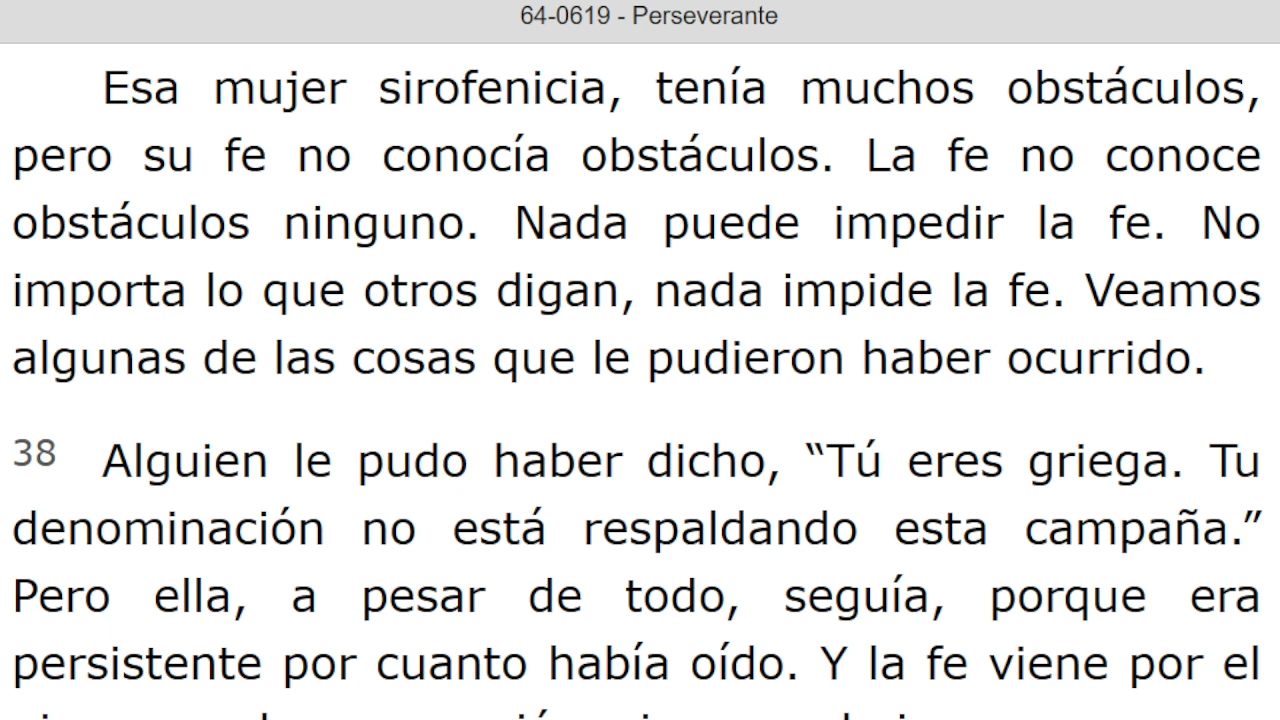 64-0619 - Perseverante
Esa mujer sirofenicia, tenía muchos obstáculos,
pero su fe no conocía obstáculos. La fe no conoce
obstáculos ninguno. Nada puede impedir la fe. No
importa lo que otros digan, nada impide la fe. Veamos
algunas de las cosas que le pudieron haber ocurrido.
38 Alguien le pudo haber dicho, “Tú eres griega. Tu
denominación no está respaldando esta campaña.”
Pero ella, a pesar de todo, seguía, porque era
persistente por cuanto había oído. Y la fe viene por el